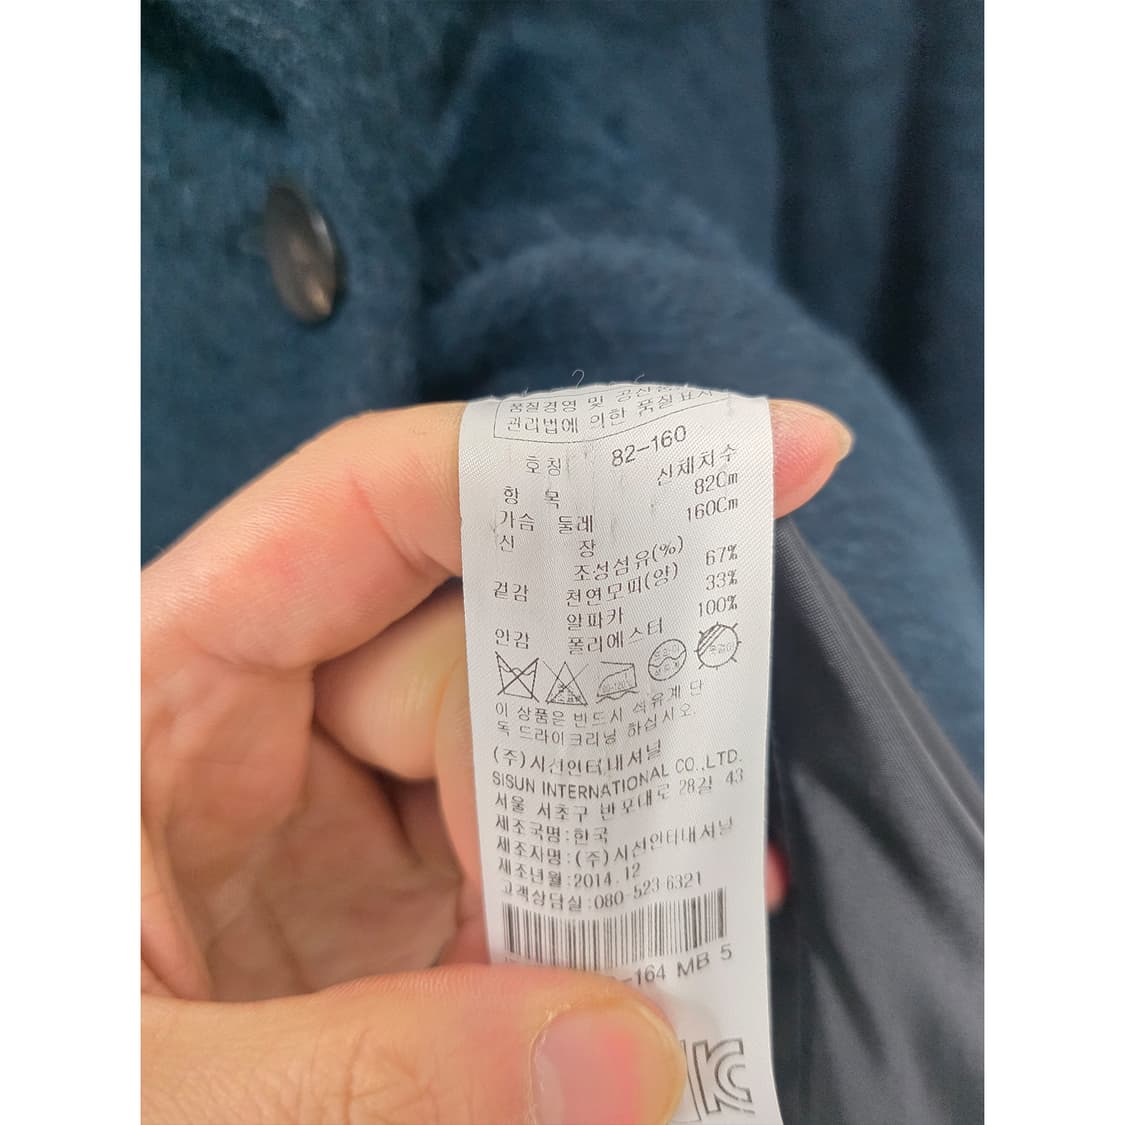 품질경영 및 공산품
관리법에 의한 품질표시
호칭 82-160
항 목 신체치수
가슴 둘레 82Cm
신 장 160Cm
조성섬유(%)
겉감 천연모피(양) 67%
알파카 33%
안감 폴리에스터 100%
이 상품은 반드시 석유계 단
독 드라이크리닝 하십시오.
(주)시선인터내셔널
SISUN INTERNATIONAL CO.,LTD.
서울 서초구 반포대로 28길 43
제조국명:한국
제조자명:(주)시선인터내셔널
제조년월:2014.12
고객상담실:080-523-6321
-164 MB 5